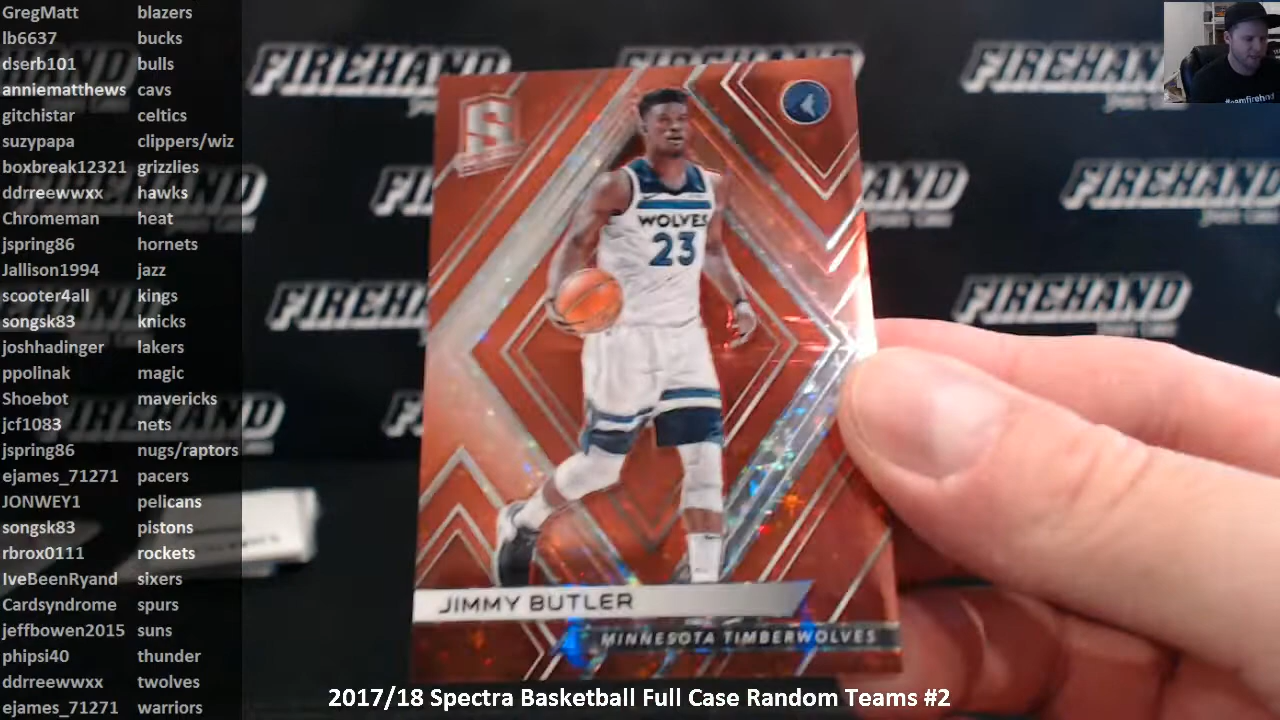 GregMatt blazers
lb6637 bucks
dserb101 bulls
anniematthews cavs
gitchistar celtics
suzypapa clippers/wiz
boxbreak12321 grizzlies
ddrreewwxx hawks
Chromeman heat
jspring86 hornets
Jallison1994 jazz
scooter4all kings
songsk83 knicks
joshhadinger lakers
ppolinak magic
Shoebot mavericks
jcf1083 nets
jspring86 nugs/raptors
ejames_71271 pacers
JONWEY1 pelicans
songsk83 pistons
rbrox0111 rockets
IveBeenRyand sixers
Cardsyndrome spurs
jeffbowen2015 suns
phipsi40 thunder
ddrreewwxx twolves
ejames_71271 warriors
FIREHAND
FIREHAND
S
WOLVES
23
JIMMY BUTLER
MINNESOTA TIMBERWOLVES
FIREHAND
FIREHAND
2017/18 Spectra Basketball Full Case Random Teams #2